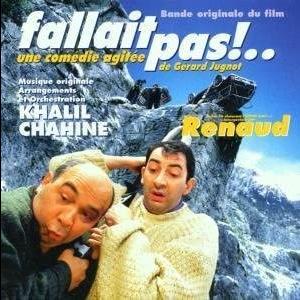 Bande originale du film
fallait pas!..
une comédie agitée
de Gérard Jugnot
Musique originale
Arrangements
et Orchestration
KHALIL
CHAHINE
Renaud